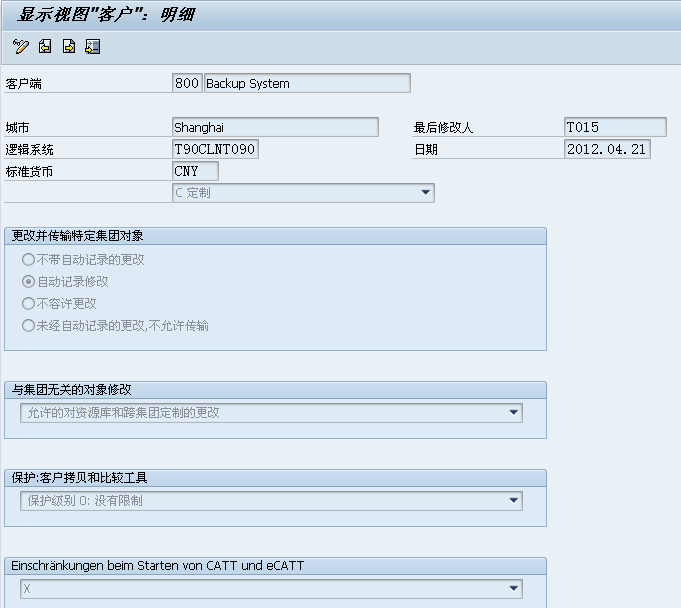 显示视图"客户": 明细
客户端 800 Backup System
城市 Shanghai 最后修改人 T015
逻辑系统 T90CLNT090 日期 2012.04.21
标准货币 CNY
C 定制
更改并传输特定集团对象
不带自动记录的更改
自动记录修改
不容许更改
未经自动记录的更改,不允许传输
与集团无关的对象修改
允许的对资源库和跨集团定制的更改
保护:客户拷贝和比较工具
保护级别 0: 没有限制
Einschränkungen beim Starten von CATT und eCATT
X